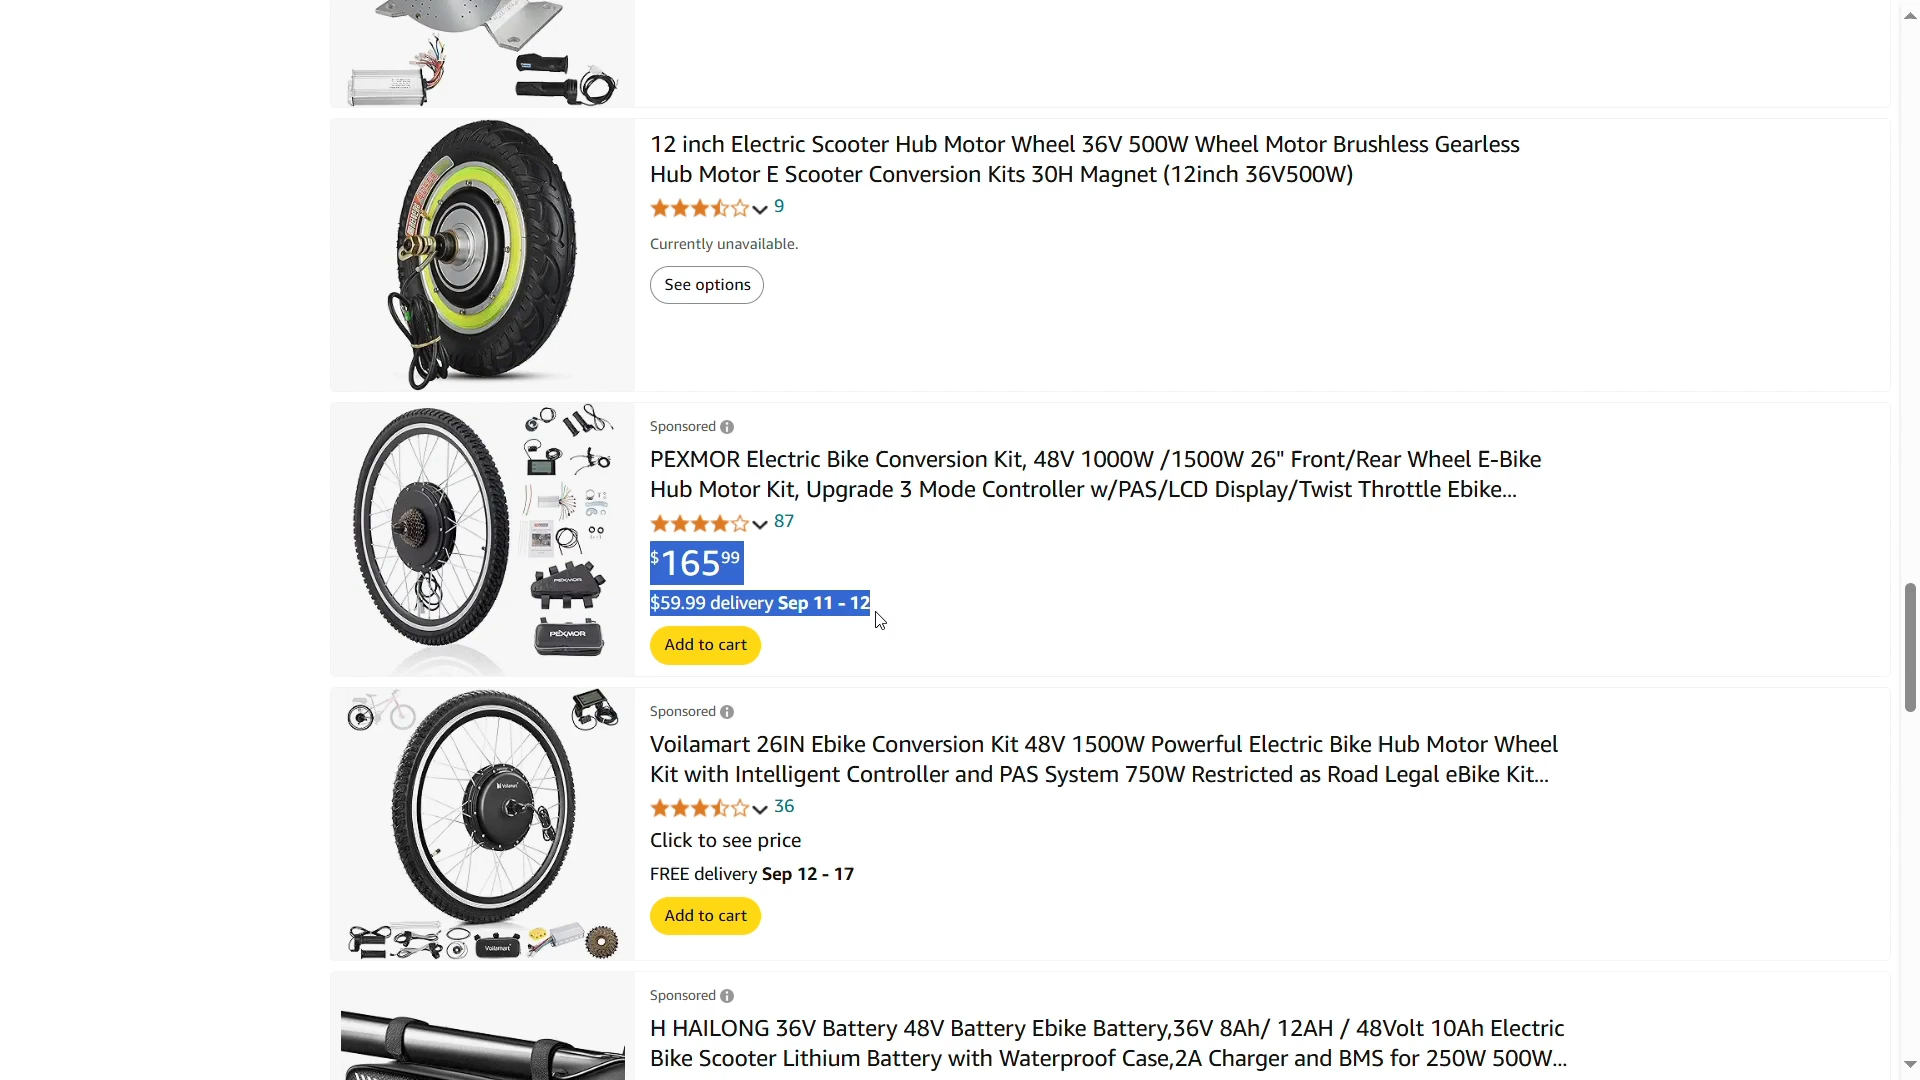 12 inch Electric Scooter Hub Motor Wheel 36V 500W Wheel Motor Brushless Gearless
Hub Motor E Scooter Conversion Kits 30H Magnet (12inch 36V500W)
9
Currently unavailable.
See options
Sponsored
PEXMOR Electric Bike Conversion Kit, 48V 1000W /1500W 26" Front/Rear Wheel E-Bike
Hub Motor Kit, Upgrade 3 Mode Controller w/PAS/LCD Display/Twist Throttle Ebike...
87
$16599
$59.99 delivery Sep 11 - 12
Add to cart
PEXMOR
PEXMOR
Sponsored
Voilamart 26IN Ebike Conversion Kit 48V 1500W Powerful Electric Bike Hub Motor Wheel
Kit with Intelligent Controller and PAS System 750W Restricted as Road Legal eBike Kit...
36
Click to see price
FREE delivery Sep 12 - 17
Add to cart
Voilamart
Voilamart
Sponsored
H HAILONG 36V Battery 48V Battery Ebike Battery,36V 8Ah/ 12AH / 48Volt 10Ah Electric
Bike Scooter Lithium Battery with Waterproof Case,2A Charger and BMS for 250W 500W...